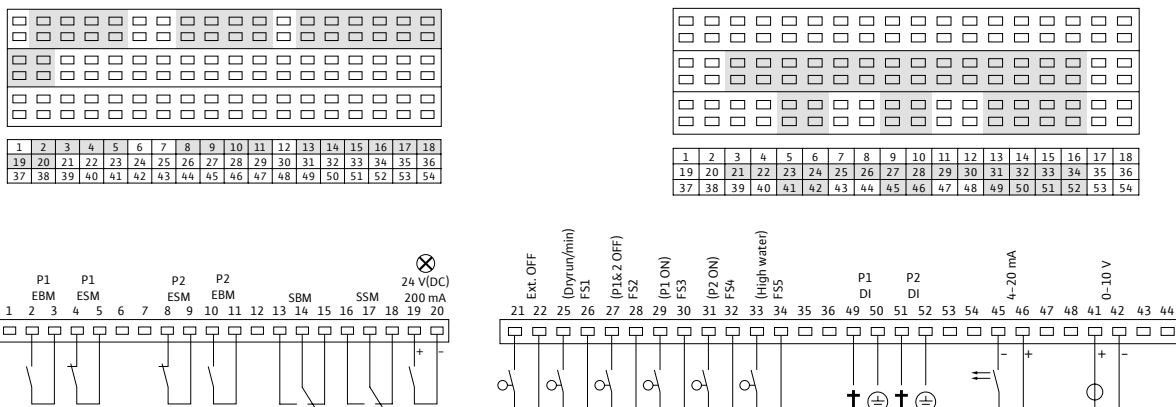 1 2 3 4 5 6 7 8 9 10 11 12 13 14 15 16 17 18
19 20 21 22 23 24 25 26 27 28 29 30 31 32 33 34 35 36
37 38 39 40 41 42 43 44 45 46 47 48 49 50 51 52 53 54
1 2 3 4 5 6 7 8 9 10 11 12 13 14 15 16 17 18
19 20 21 22 23 24 25 26 27 28 29 30 31 32 33 34 35 36
37 38 39 40 41 42 43 44 45 46 47 48 49 50 51 52 53 54
P1 EBM
P1 ESM
P2 ESM
P2 EBM
SBM
SSM
24 V(DC)
200 mA
1 2 3 4 5 6 7 8 9 10 11 12 13 14 15 16 17 18 19 20
+ -
Ext. OFF
(Dryrun/min)
FS1
(P1& 2 OFF)
FS2
(P1 ON)
FS3
(P2 ON)
FS4
(High water)
FS5
P1 DI
P2 DI
4–20 mA
0–10 V
21 22 25 26 27 28 29 30 31 32 33 34 35 36 49 50 51 52 53 54 45 46 47 48 41 42 43 44
– + + –